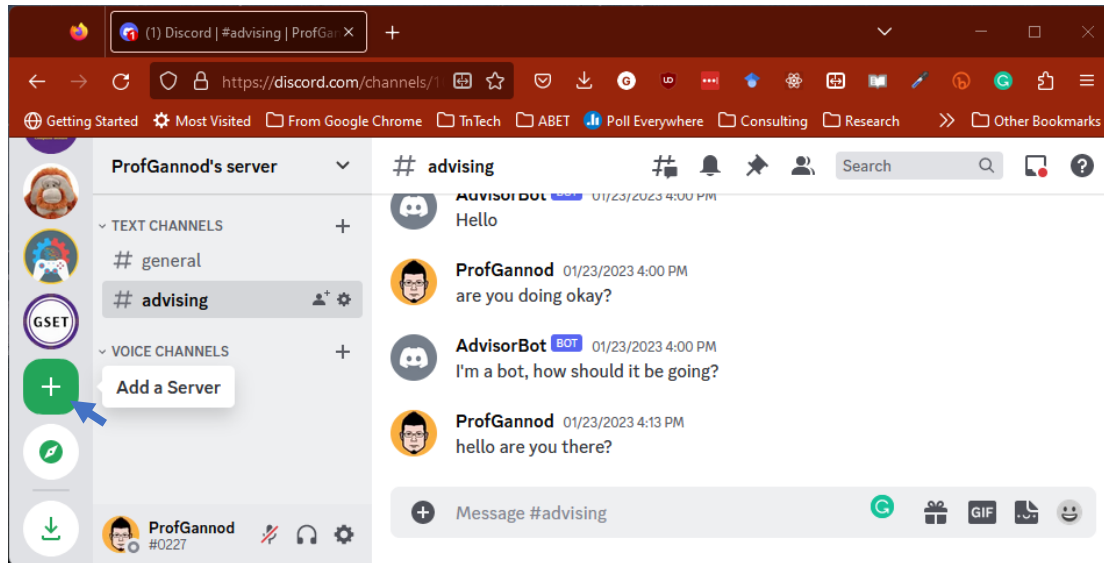 (1) Discord | #advising | ProfGan
https://discord.com/channels/1
Getting Started Most Visited From Google Chrome TnTech ABET Poll Everywhere Consulting Research Other Bookmarks
ProfGannod's server
# advising
Search
TEXT CHANNELS
# general
# advising
GSET
VOICE CHANNELS
Add a Server
AdvisorBot BOT 01/23/2023 4:00 PM
Hello
ProfGannod 01/23/2023 4:00 PM
are you doing okay?
AdvisorBot BOT 01/23/2023 4:00 PM
I'm a bot, how should it be going?
ProfGannod 01/23/2023 4:13 PM
hello are you there?
Message #advising
GIF
ProfGannod
#0227